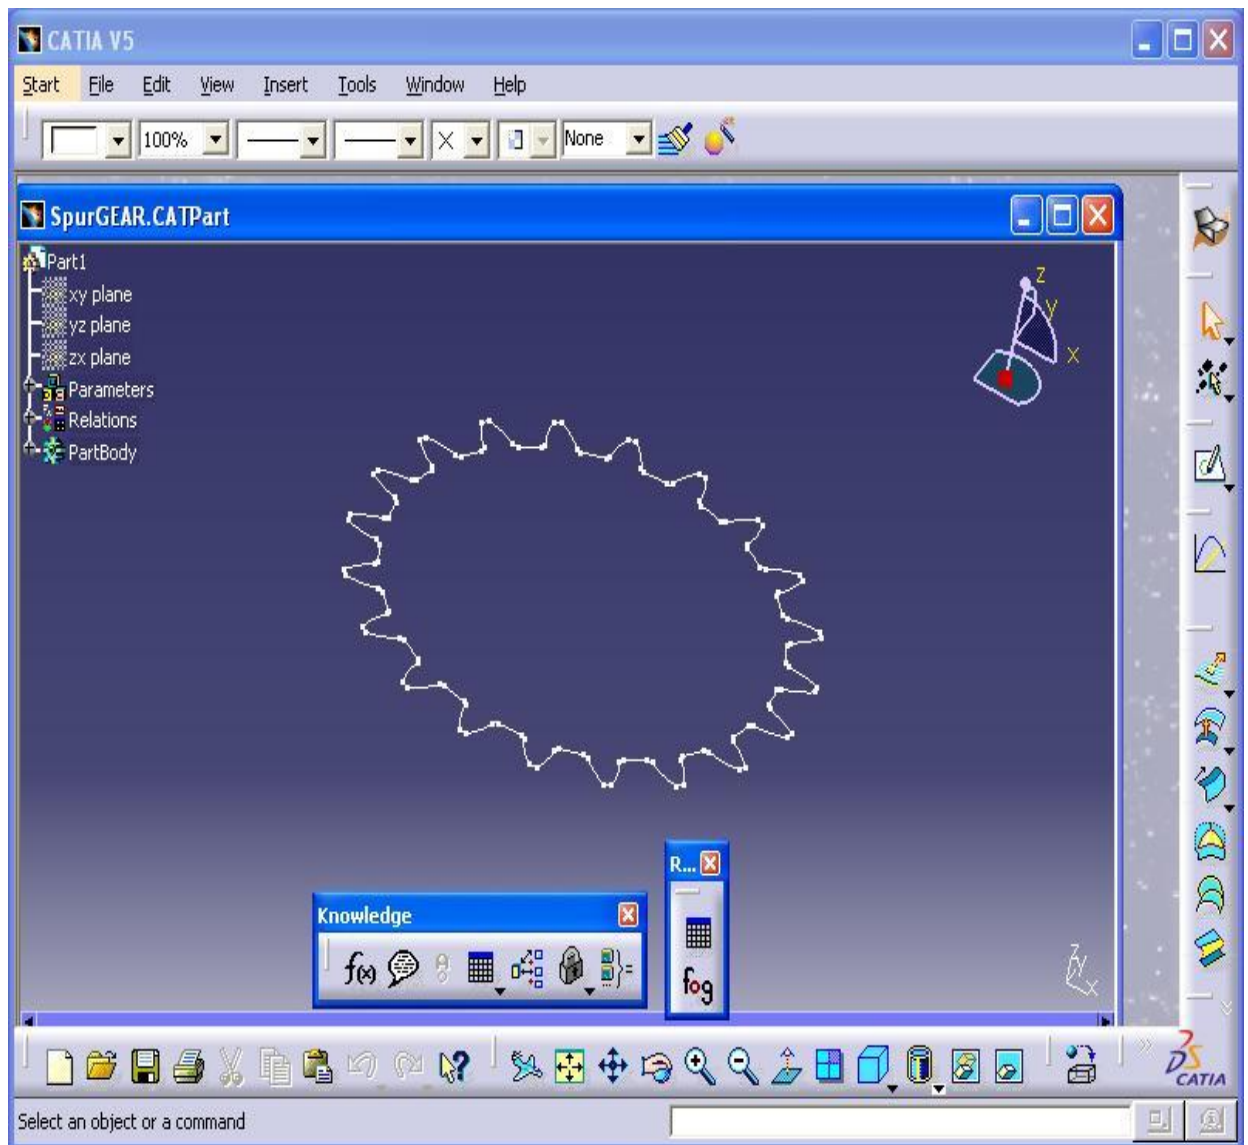 CATIA V5
Start File Edit View Insert Tools Window Help
100% None
SpurGEAR.CATPart
Part1
xy plane
yz plane
zx plane
Parameters
Relations
PartBody
z
y
x
R...
Knowledge
f(x)
fog
z
y
x
CATIA
Select an object or a command